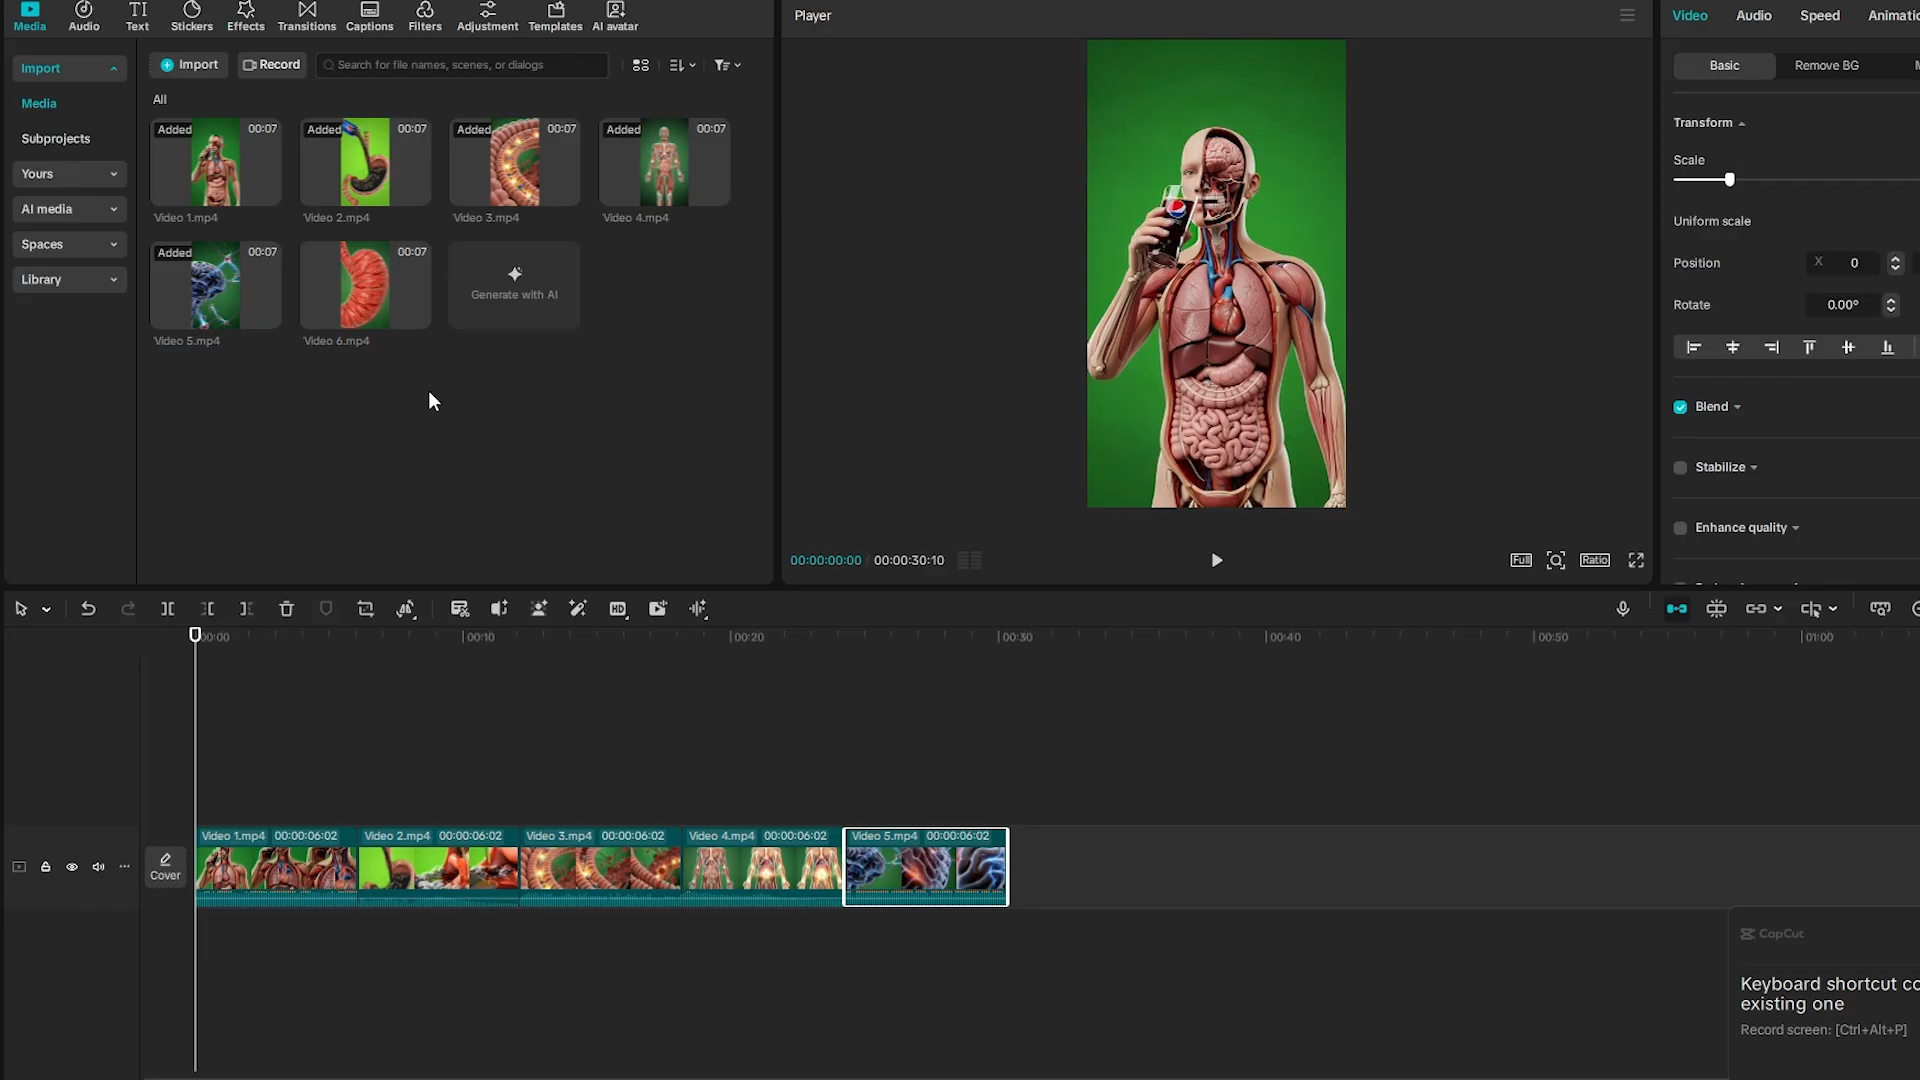 Media
Audio
Text
Stickers
Effects
Transitions
Captions
Filters
Adjustment
Templates
AI avatar
Player
Video
Audio
Speed
Animatic
Import
Media
Subprojects
Yours
AI media
Spaces
Library
Import
Record
Search for file names, scenes, or dialogs
All
Added 00:07
Video 1.mp4
Added 00:07
Video 2.mp4
Added 00:07
Video 3.mp4
Added 00:07
Video 4.mp4
Added 00:07
Video 5.mp4
00:07
Video 6.mp4
Generate with AI
00:00:00:00 / 00:00:30:10
Full
Ratio
Basic
Remove BG
Transform
Scale
Uniform scale
Position X 0
Rotate 0.00°
Blend
Stabilize
Enhance quality
HD
00:00 00:10 00:20 00:30 00:40 00:50 01:00
Video 1.mp4 00:00:06:02
Video 2.mp4 00:00:06:02
Video 3.mp4 00:00:06:02
Video 4.mp4 00:00:06:02
Video 5.mp4 00:00:06:02
Cover
CapCut
Keyboard shortcut co
existing one
Record screen: [Ctrl+Alt+P]